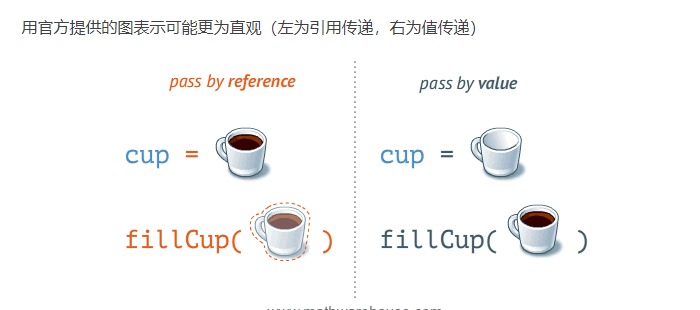 用官方提供的图表示可能更为直观（左为引用传递，右为值传递）
pass by reference
pass by value
cup =
cup =
fillCup( )
fillCup( )